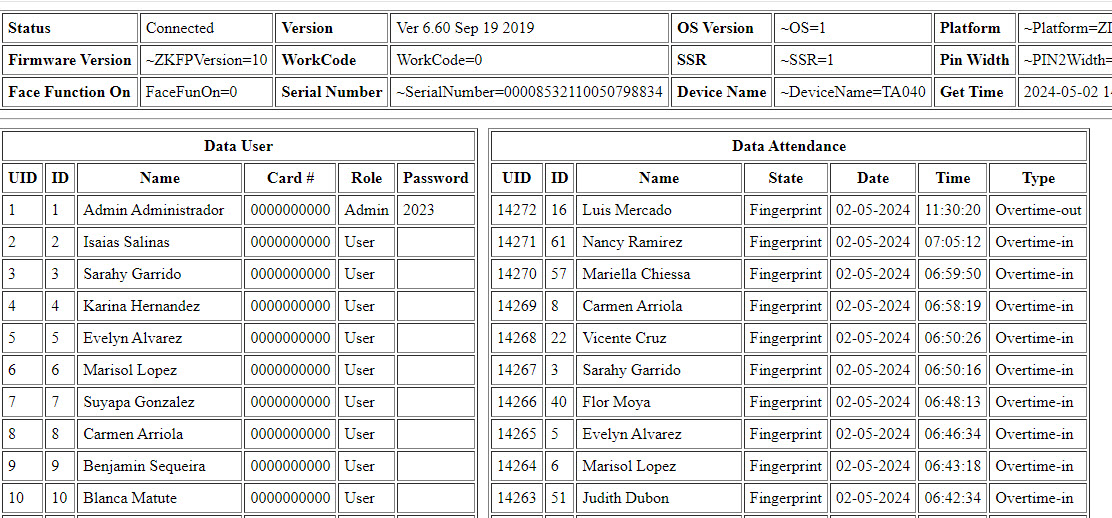 Status Connected Version Ver 6.60 Sep 19 2019 OS Version ~OS=1 Platform ~Platform=
Firmware Version ~ZKFPVersion=10 WorkCode WorkCode=0 SSR ~SSR=1 Pin Width ~PIN2Width=
Face Function On FaceFunOn=0 Serial Number ~SerialNumber=00008532110050798834 Device Name ~DeviceName=TA040 Get Time 2024-05-02
Data User
UID ID Name Card # Role Password
1 1 Admin Administrador 0000000000 Admin 2023
2 2 Isaias Salinas 0000000000 User
3 3 Sarahy Garrido 0000000000 User
4 4 Karina Hernandez 0000000000 User
5 5 Evelyn Alvarez 0000000000 User
6 6 Marisol Lopez 0000000000 User
7 7 Suyapa Gonzalez 0000000000 User
8 8 Carmen Arriola 0000000000 User
9 9 Benjamin Sequeira 0000000000 User
10 10 Blanca Matute 0000000000 User
Data Attendance
UID ID Name State Date Time Type
14272 16 Luis Mercado Fingerprint 02-05-2024 11:30:20 Overtime-out
14271 61 Nancy Ramirez Fingerprint 02-05-2024 07:05:12 Overtime-in
14270 57 Mariella Chiessa Fingerprint 02-05-2024 06:59:50 Overtime-in
14269 8 Carmen Arriola Fingerprint 02-05-2024 06:58:19 Overtime-in
14268 22 Vicente Cruz Fingerprint 02-05-2024 06:50:26 Overtime-in
14267 3 Sarahy Garrido Fingerprint 02-05-2024 06:50:16 Overtime-in
14266 40 Flor Moya Fingerprint 02-05-2024 06:48:13 Overtime-in
14265 5 Evelyn Alvarez Fingerprint 02-05-2024 06:46:34 Overtime-in
14264 6 Marisol Lopez Fingerprint 02-05-2024 06:43:18 Overtime-in
14263 51 Judith Dubon Fingerprint 02-05-2024 06:42:34 Overtime-in